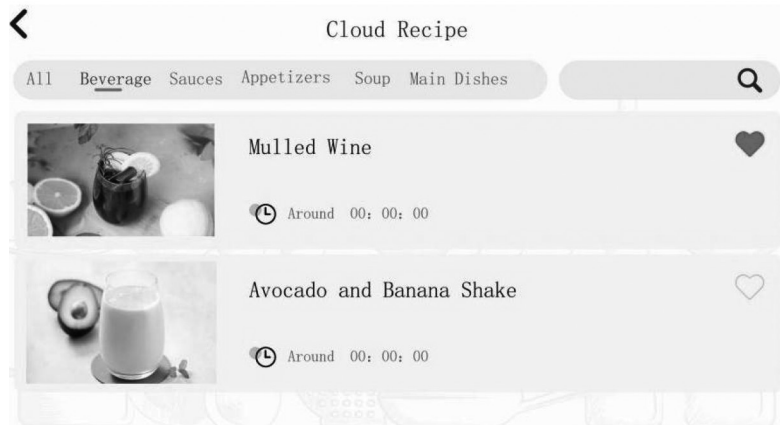 Cloud Recipe
All Beverage Sauces Appetizers Soup Main Dishes
Mulled Wine
Around 00: 00: 00
Avocado and Banana Shake
Around 00: 00: 00